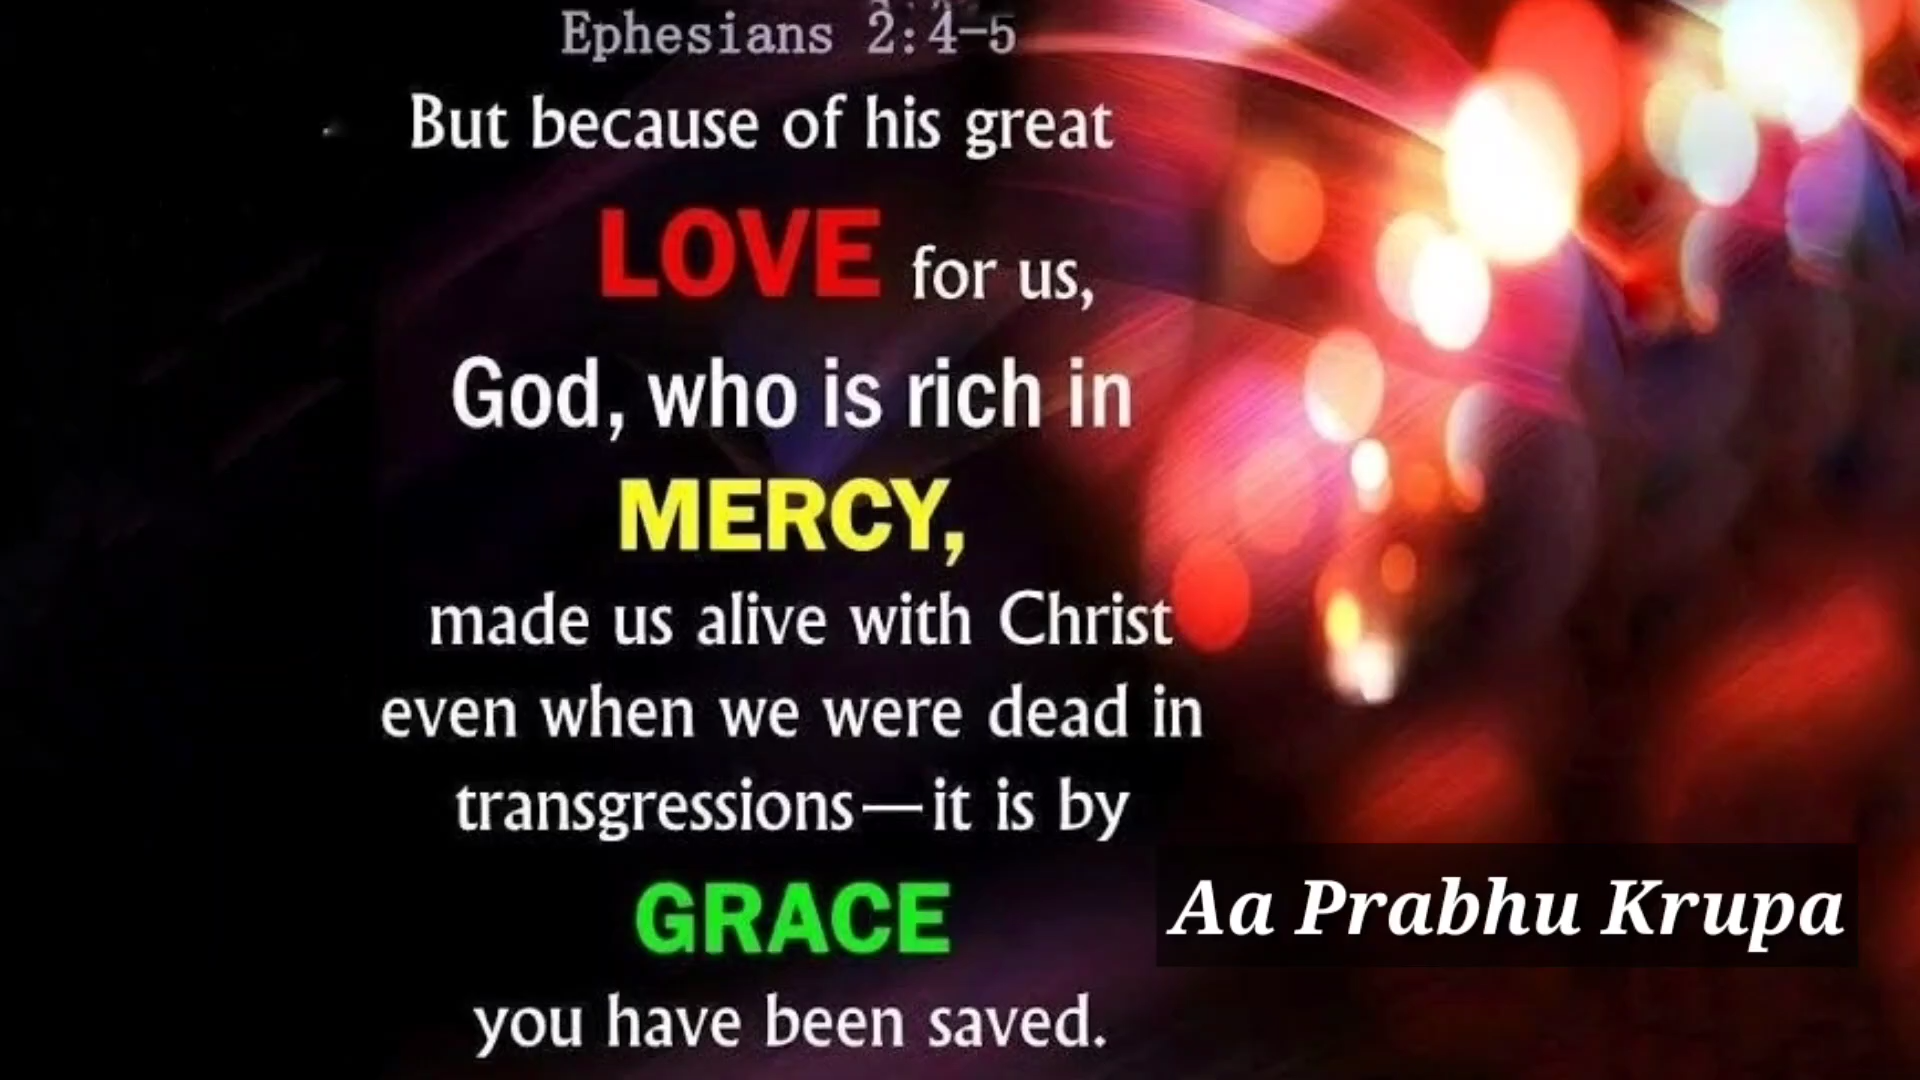 Ephesians 2:4-5
But because of his great
LOVE for us,
God, who is rich in
MERCY,
made us alive with Christ
even when we were dead in
transgressions—it is by
GRACE
you have been saved.
Aa Prabhu Krupa